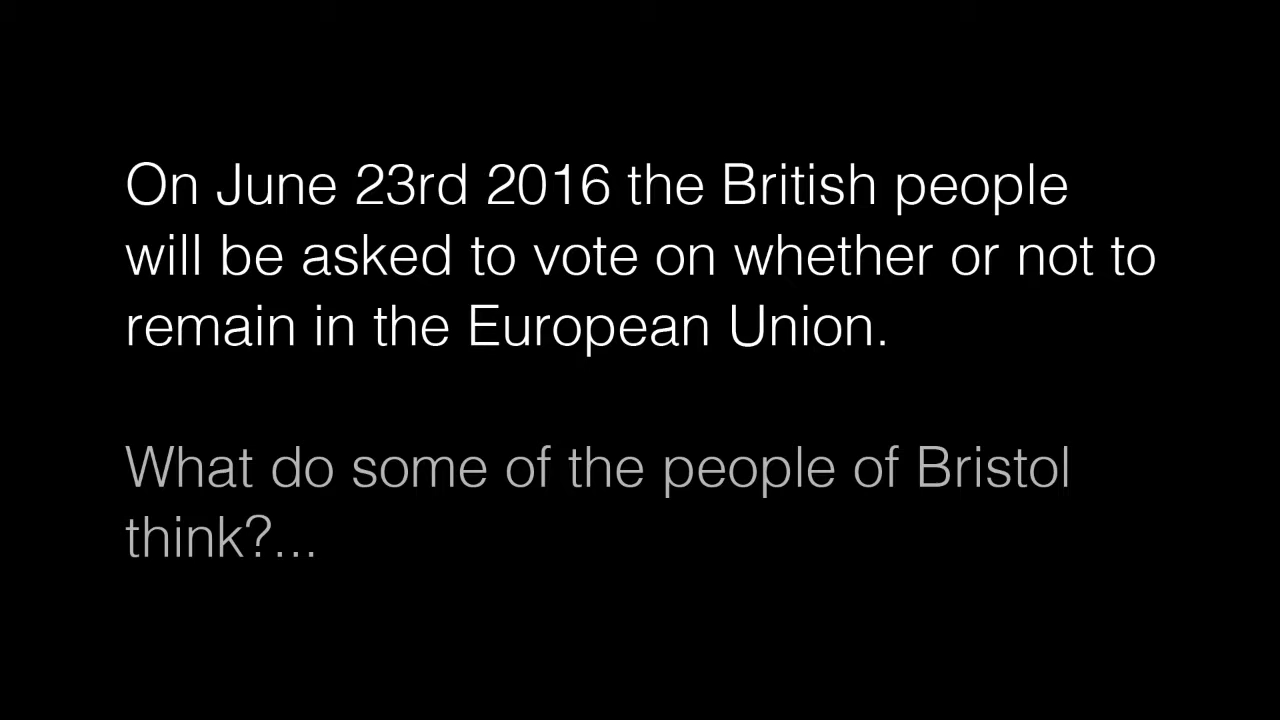 On June 23rd 2016 the British people
will be asked to vote on whether or not to
remain in the European Union.
What do some of the people of Bristol
think?...